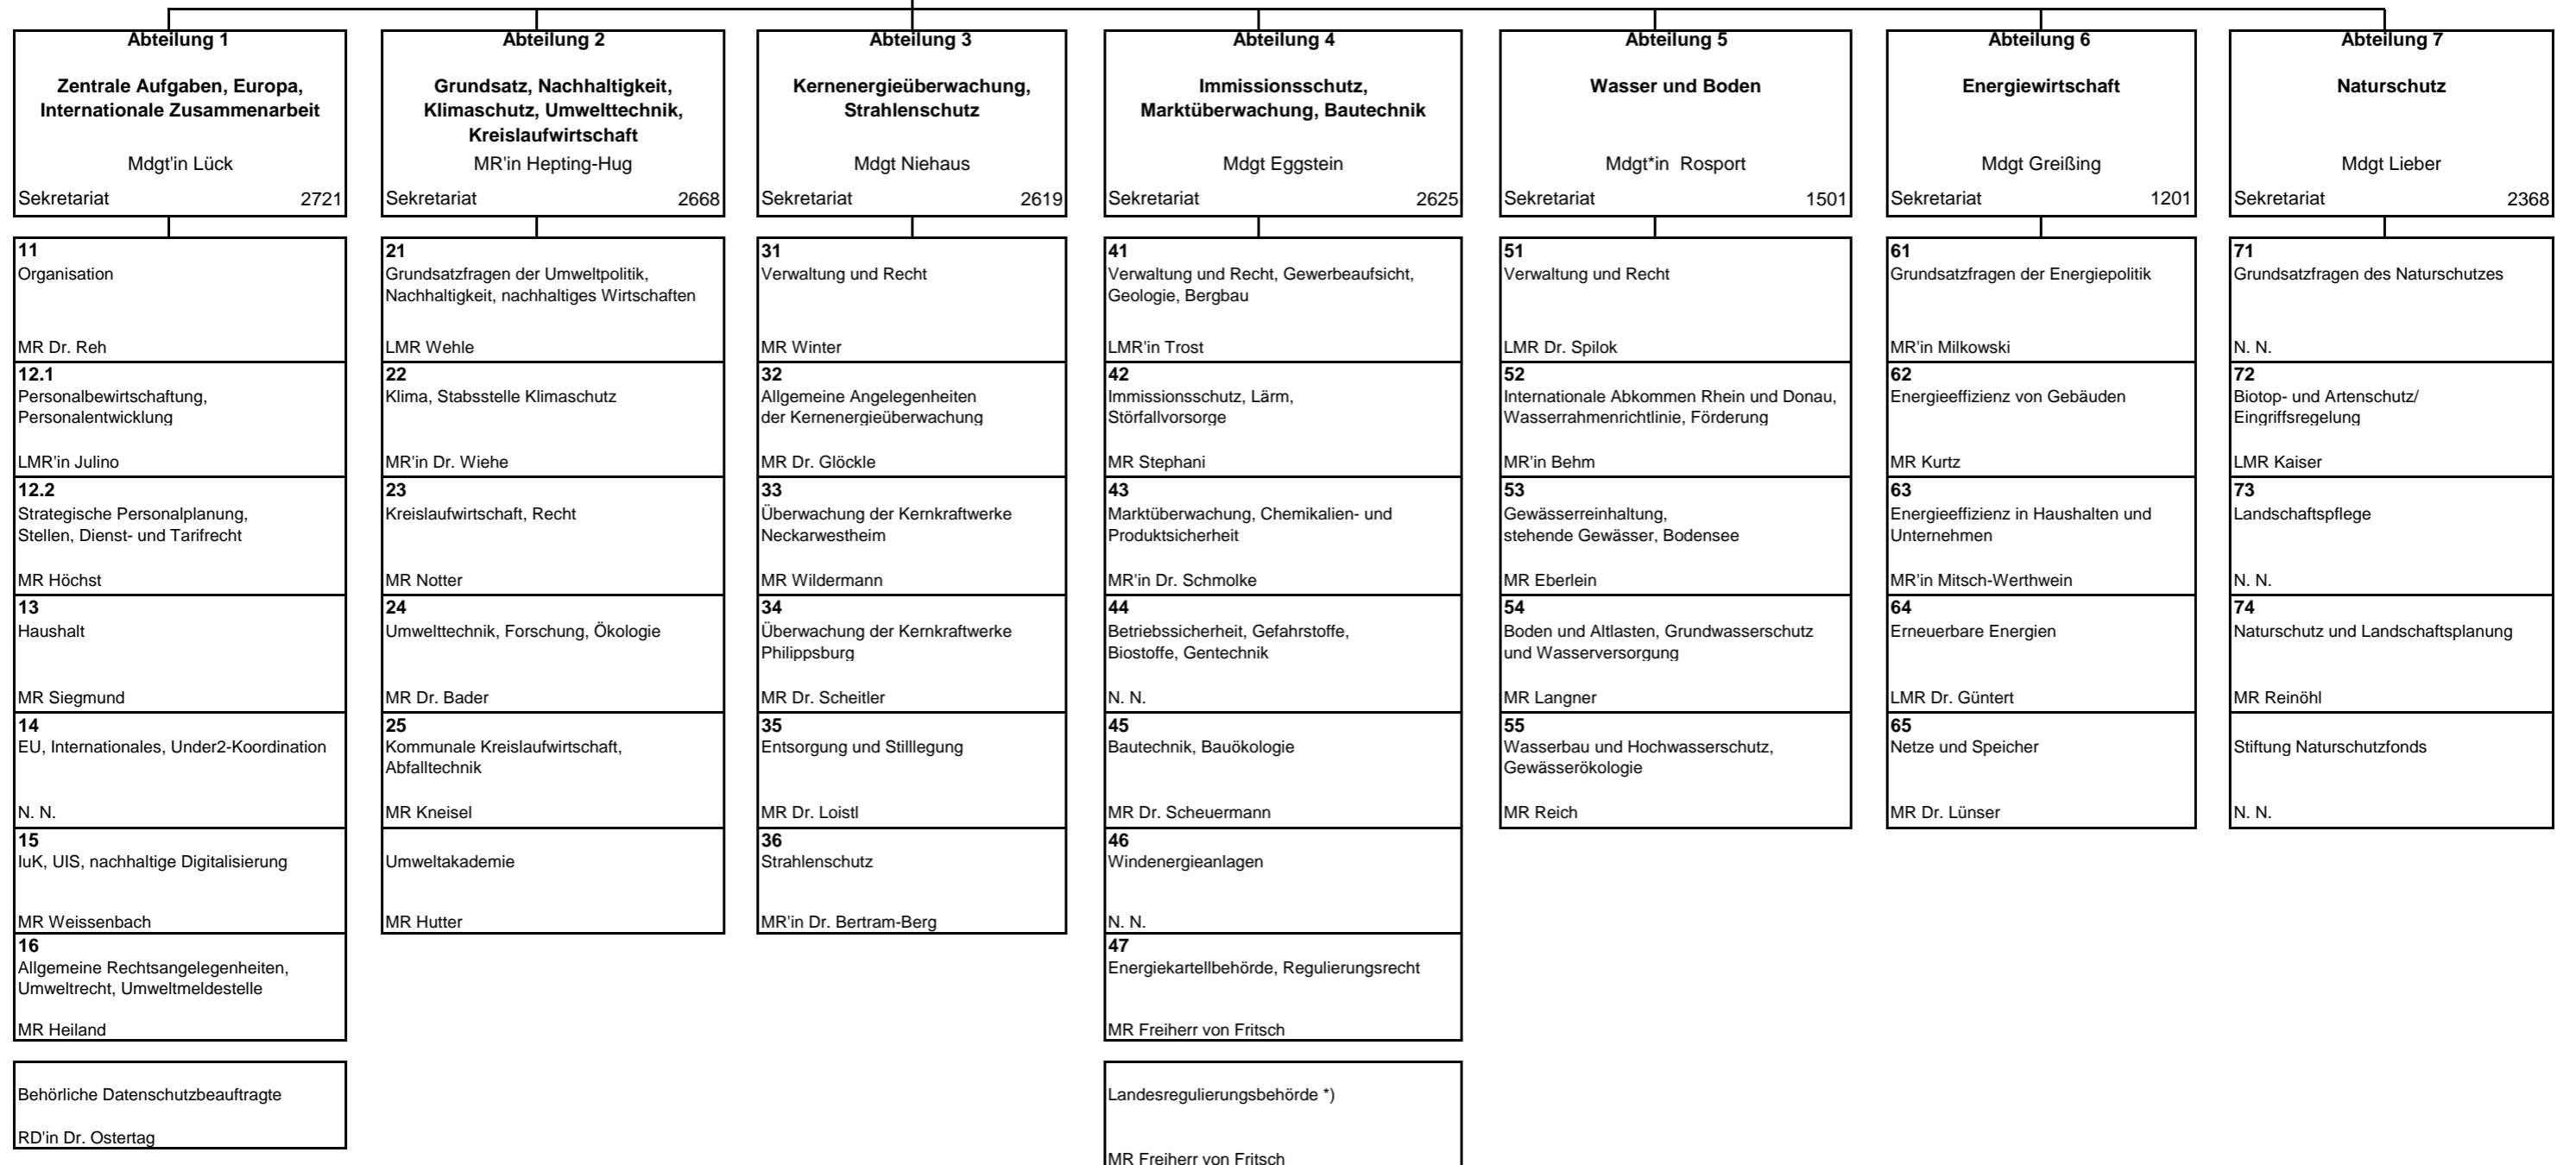 Abteilung 1
Zentrale Aufgaben, Europa,
Internationale Zusammenarbeit
Mdgt'in Lück
Sekretariat 2721
11
Organisation
MR Dr. Reh
12.1
Personalbewirtschaftung,
Personalentwicklung
LMR'in Julino
12.2
Strategische Personalplanung,
Stellen, Dienst- und Tarifrecht
MR Höchst
13
Haushalt
MR Siegmund
14
EU, Internationales, Under2-Koordination
N. N.
15
IuK, UIS, nachhaltige Digitalisierung
MR Weissenbach
16
Allgemeine Rechtsangelegenheiten,
Umweltrecht, Umweltmeldestelle
MR Heiland
Behörliche Datenschutzbeauftragte
RD'in Dr. Ostertag
Abteilung 2
Grundsatz, Nachhaltigkeit,
Klimaschutz, Umwelttechnik,
Kreislaufwirtschaft
MR'in Hepting-Hug
Sekretariat 2668
21
Grundsatzfragen der Umweltpolitik,
Nachhaltigkeit, nachhaltiges Wirtschaften
LMR Wehle
22
Klima, Stabsstelle Klimaschutz
MR'in Dr. Wiehe
23
Kreislaufwirtschaft, Recht
MR Notter
24
Umwelttechnik, Forschung, Ökologie
MR Dr. Bader
25
Kommunale Kreislaufwirtschaft,
Abfalltechnik
MR Kneisel
Umweltakademie
MR Hutter
Abteilung 3
Kernenergieüberwachung,
Strahlenschutz
Mdgt Niehaus
Sekretariat 2619
31
Verwaltung und Recht
MR Winter
32
Allgemeine Angelegenheiten
der Kernenergieüberwachung
MR Dr. Glöckle
33
Überwachung der Kernkraftwerke
Neckarwestheim
MR Wildermann
34
Überwachung der Kernkraftwerke
Philippsburg
MR Dr. Scheitler
35
Entsorgung und Stilllegung
MR Dr. Loistl
36
Strahlenschutz
MR'in Dr. Bertram-Berg
Abteilung 4
Immissionsschutz,
Marktüberwachung, Bautechnik
Mdgt Eggstein
Sekretariat 2625
41
Verwaltung und Recht, Gewerbeaufsicht,
Geologie, Bergbau
LMR'in Trost
42
Immissionsschutz, Lärm,
Störfallvorsorge
MR Stephani
43
Marktüberwachung, Chemikalien- und
Produktsicherheit
MR'in Dr. Schmolke
44
Betriebssicherheit, Gefahrstoffe,
Biostoffe, Gentechnik
N. N.
45
Bautechnik, Bauökologie
MR Dr. Scheuermann
46
Windenergieanlagen
N. N.
47
Energiekartellbehörde, Regulierungsrecht
MR Freiherr von Fritsch
Landesregulierungsbehörde *)
MR Freiherr von Fritsch
Abteilung 5
Wasser und Boden
Mdgt*in Rosport
Sekretariat 1501
51
Verwaltung und Recht
LMR Dr. Spilok
52
Internationale Abkommen Rhein und Donau,
Wasserrahmenrichtlinie, Förderung
MR'in Behm
53
Gewässerreinhaltung,
stehende Gewässer, Bodensee
MR Eberlein
54
Boden und Altlasten, Grundwasserschutz
und Wasserversorgung
MR Langner
55
Wasserbau und Hochwasserschutz,
Gewässerökologie
MR Reich
Abteilung 6
Energiewirtschaft
Mdgt Greißing
Sekretariat 1201
61
Grundsatzfragen der Energiepolitik
MR'in Milkowski
62
Energieeffizienz von Gebäuden
MR Kurtz
63
Energieeffizienz in Haushalten und
Unternehmen
MR'in Mitsch-Werthwein
64
Erneuerbare Energien
LMR Dr. Güntert
65
Netze und Speicher
MR Dr. Lünser
Abteilung 7
Naturschutz
Mdgt Lieber
Sekretariat 2368
71
Grundsatzfragen des Naturschutzes
N. N.
72
Biotop- und Artenschutz/
Eingriffsregelung
LMR Kaiser
73
Landschaftspflege
N. N.
74
Naturschutz und Landschaftsplanung
MR Reinöhl
Stiftung Naturschutzfonds
N. N.